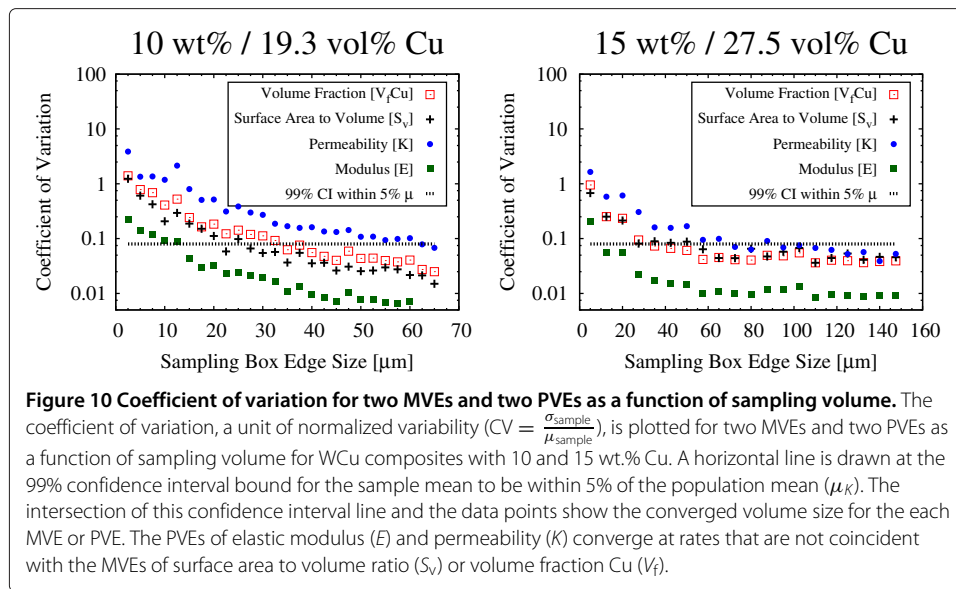 10 wt% / 19.3 vol% Cu
100
10
1
0.1
0.01
Coefficient of Variation
Volume Fraction [VfCu]
Surface Area to Volume [Sv]
Permeability [K]
Modulus [E]
99% CI within 5% μ
0 10 20 30 40 50 60 70
Sampling Box Edge Size [μm]
15 wt% / 27.5 vol% Cu
100
10
1
0.1
0.01
Coefficient of Variation
Volume Fraction [VfCu]
Surface Area to Volume [Sv]
Permeability [K]
Modulus [E]
99% CI within 5% μ
0 20 40 60 80 100 120 140 160
Sampling Box Edge Size [μm]
Figure 10 Coefficient of variation for two MVEs and two PVEs as a function of sampling volume. The
coefficient of variation, a unit of normalized variability (CV = σsample/μsample), is plotted for two MVEs and two PVEs as
a function of sampling volume for WCu composites with 10 and 15 wt.% Cu. A horizontal line is drawn at the
99% confidence interval bound for the sample mean to be within 5% of the population mean (μK). The
intersection of this confidence interval line and the data points show the converged volume size for the each
MVE or PVE. The PVEs of elastic modulus (E) and permeability (K) converge at rates that are not coincident
with the MVEs of surface area to volume ratio (Sv) or volume fraction Cu (Vf).